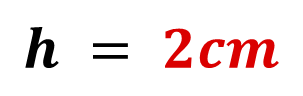 h = 2cm